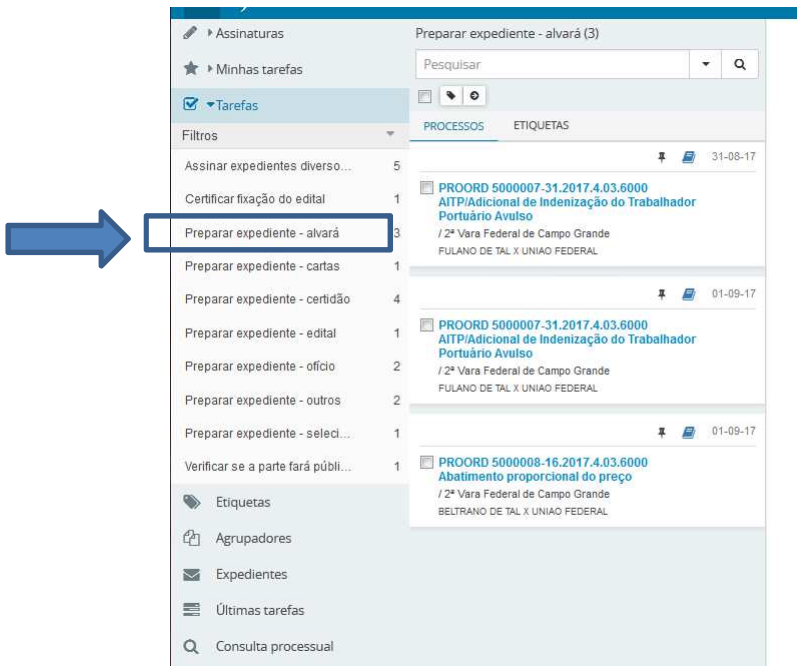 Assinaturas
Minhas tarefas
Tarefas
Filtros
Assinar expedientes diverso... 5
Certificar fixação do edital 1
Preparar expediente - alvará 3
Preparar expediente - cartas 1
Preparar expediente - certidão 4
Preparar expediente - edital 1
Preparar expediente - ofício 2
Preparar expediente - outros 2
Preparar expediente - seleci... 1
Verificar se a parte fará públi... 1
Etiquetas
Agrupadores
Expedientes
Últimas tarefas
Consulta processual
Preparar expediente - alvará (3)
Pesquisar
PROCESSOS ETIQUETAS
31-08-17
PROORD 5000007-31.2017.4.03.6000
AITP/Adicional de Indenização do Trabalhador
Portuário Avulso
/ 2ª Vara Federal de Campo Grande
FULANO DE TAL X UNIAO FEDERAL
01-09-17
PROORD 5000007-31.2017.4.03.6000
AITP/Adicional de Indenização do Trabalhador
Portuário Avulso
/ 2ª Vara Federal de Campo Grande
FULANO DE TAL X UNIAO FEDERAL
01-09-17
PROORD 5000008-16.2017.4.03.6000
Abatimento proporcional do preço
/ 2ª Vara Federal de Campo Grande
BELTRANO DE TAL X UNIAO FEDERAL